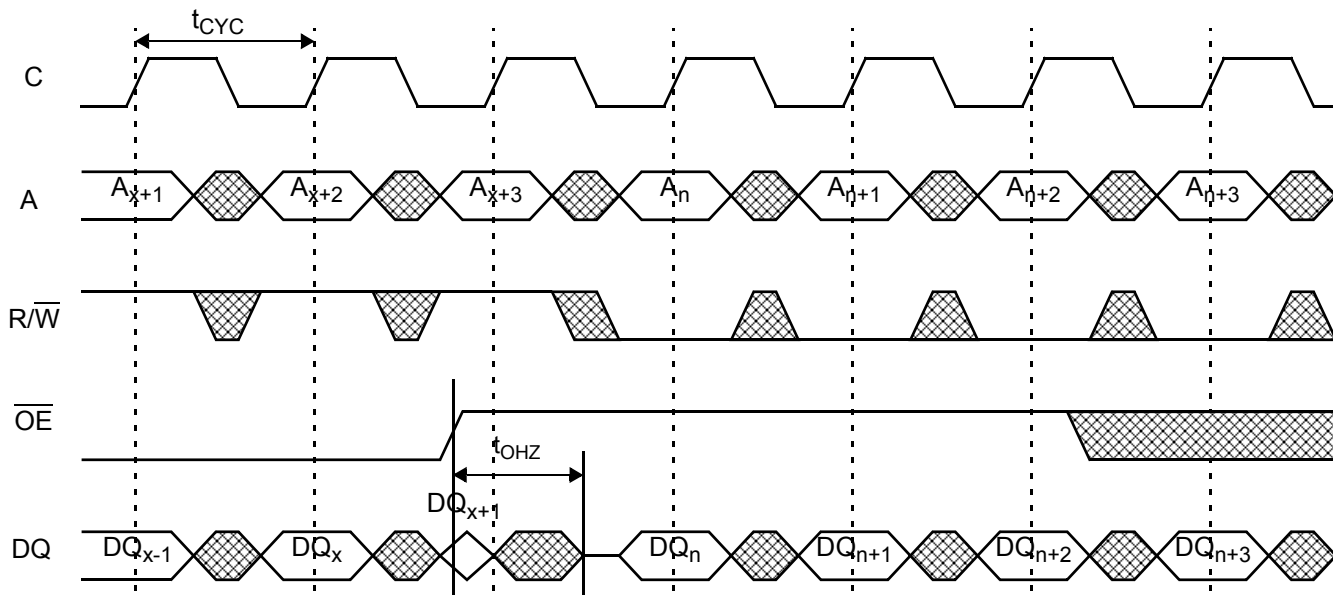 tCYC
C
A Ax+1 Ax+2 Ax+3 An An+1 An+2 An+3
R/W̅
O̅E̅
tOHZ
DQx+1
DQ DQx-1 DQx DQn DQn+1 DQn+2 DQn+3